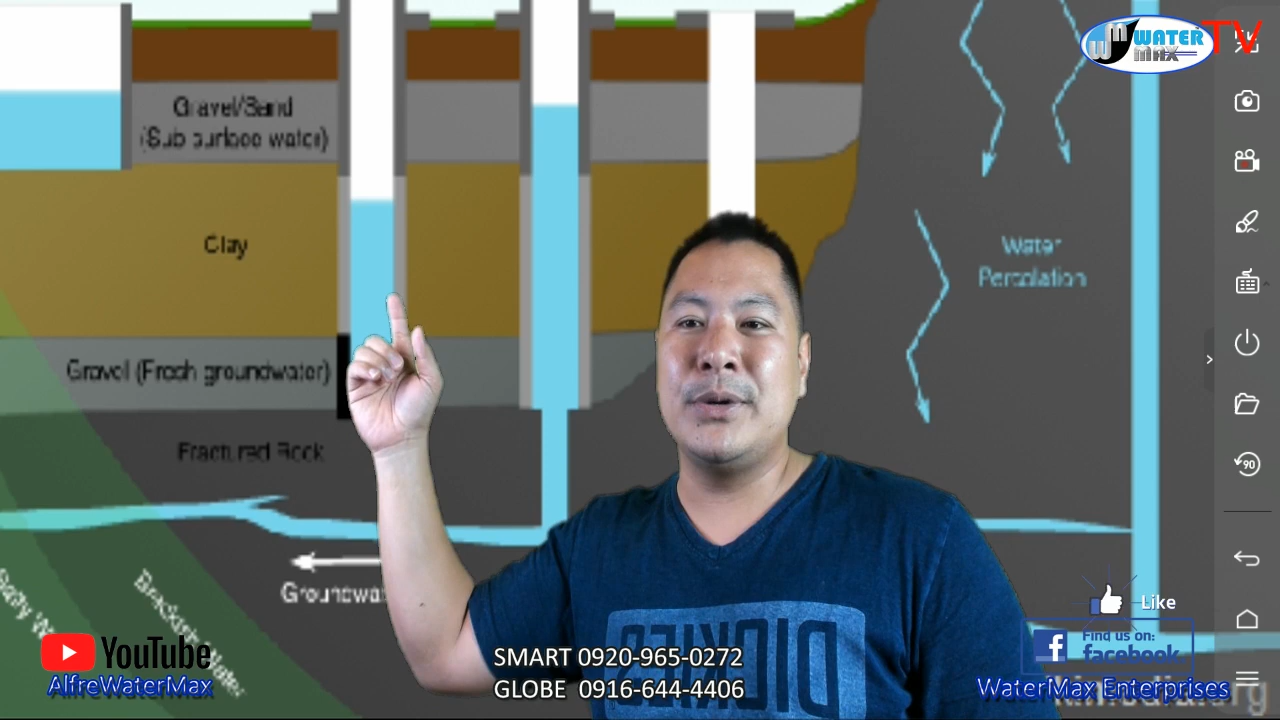 WATER TV
MAX
Gravel/Sand
(Sub surface water)
Clay
Water
Percolation
Gravel (Fresh groundwater)
Fractured Rock
90
Like
Find us on:
facebook
YouTube
AlfreWaterMax
SMART 0920-965-0272
GLOBE 0916-644-4406
DICKIES
WaterMax Enterprises